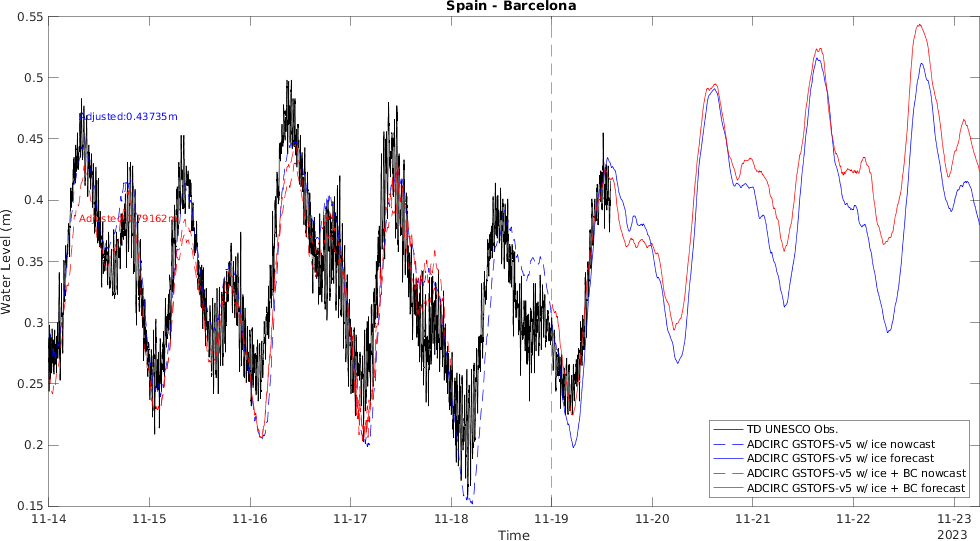 Spain - Barcelona
0.55
0.5
0.45
0.4
0.35
0.3
0.25
0.2
0.15
Water Level (m)
Adjusted:0.43735m
TD UNESCO Obs.
ADCIRC GSTOFS-v5 w/ ice nowcast
ADCIRC GSTOFS-v5 w/ ice forecast
ADCIRC GSTOFS-v5 w/ ice + BC nowcast
ADCIRC GSTOFS-v5 w/ ice + BC forecast
11-14 11-15 11-16 11-17 11-18 11-19 11-20 11-21 11-22 11-23
Time
2023